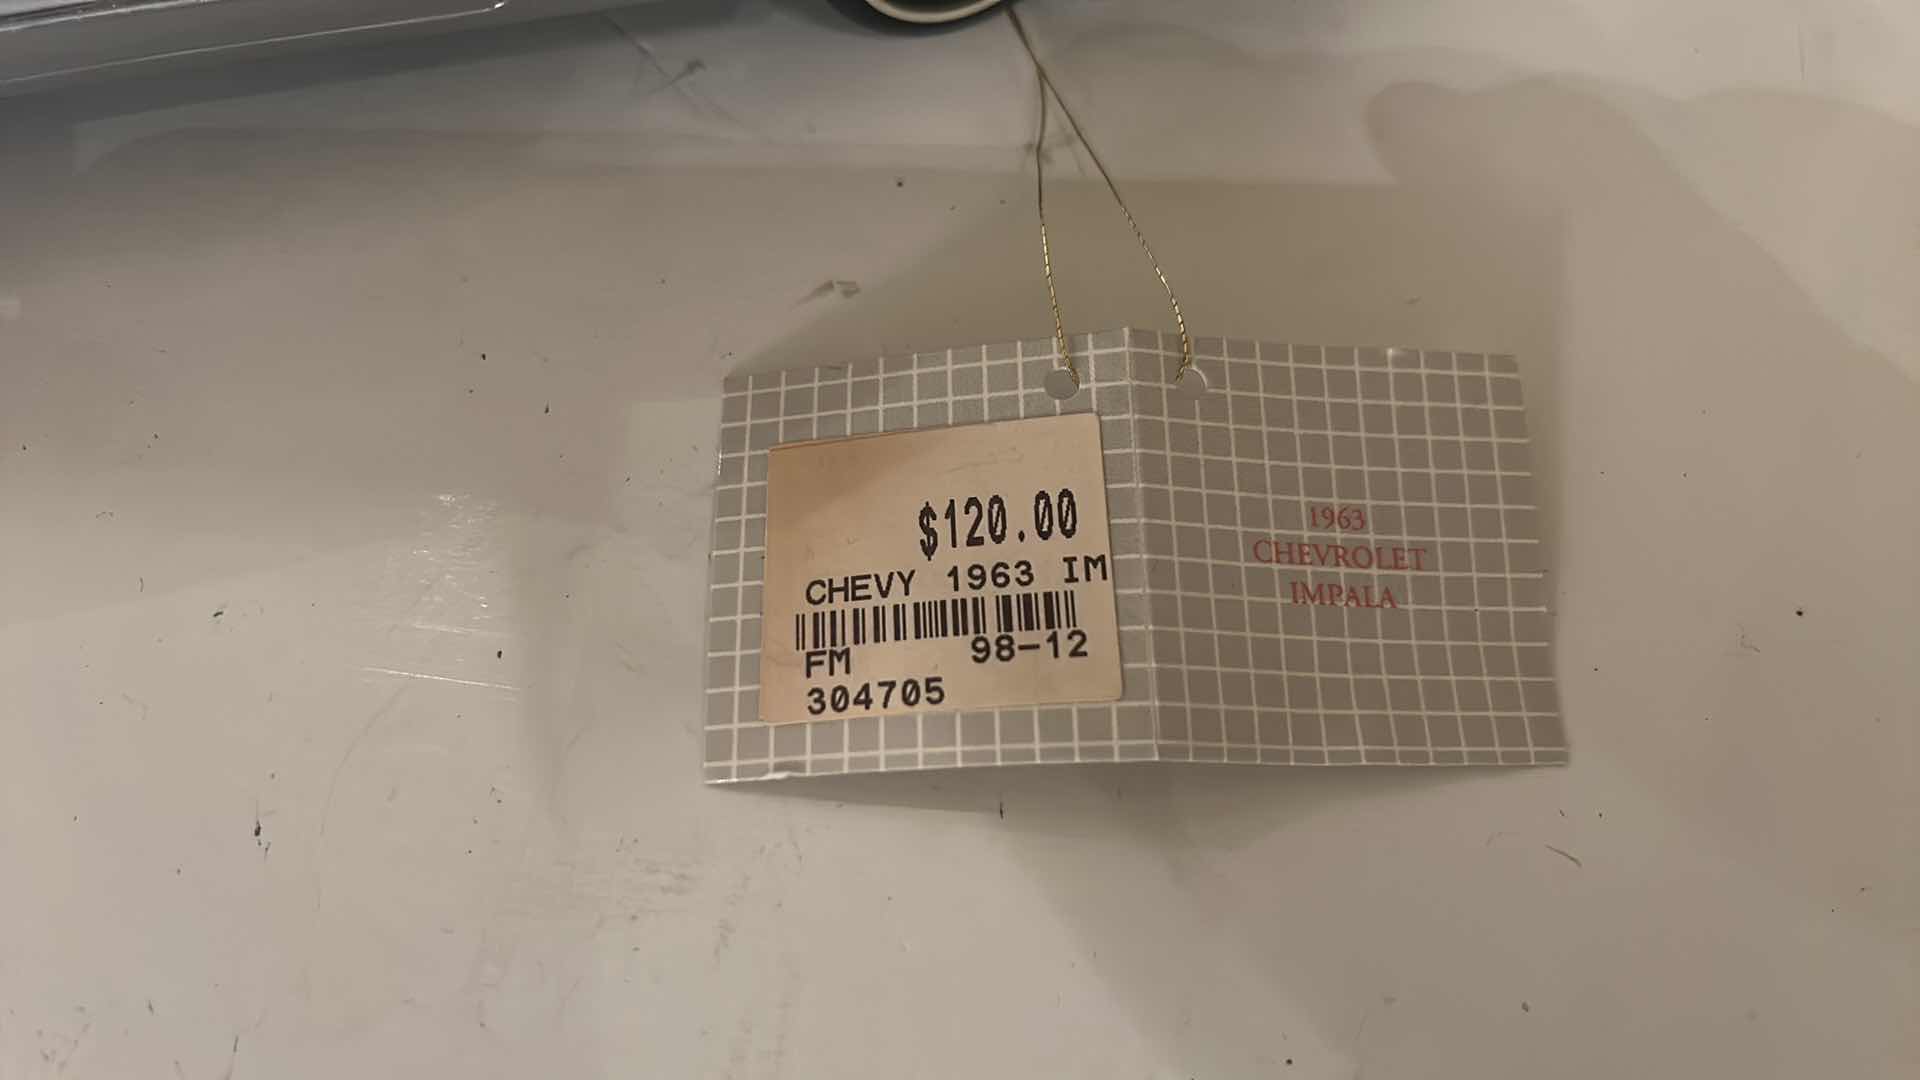 $120.00
CHEVY 1963 IM
FM 98-12
304705
1963
CHEVROLET
IMPALA